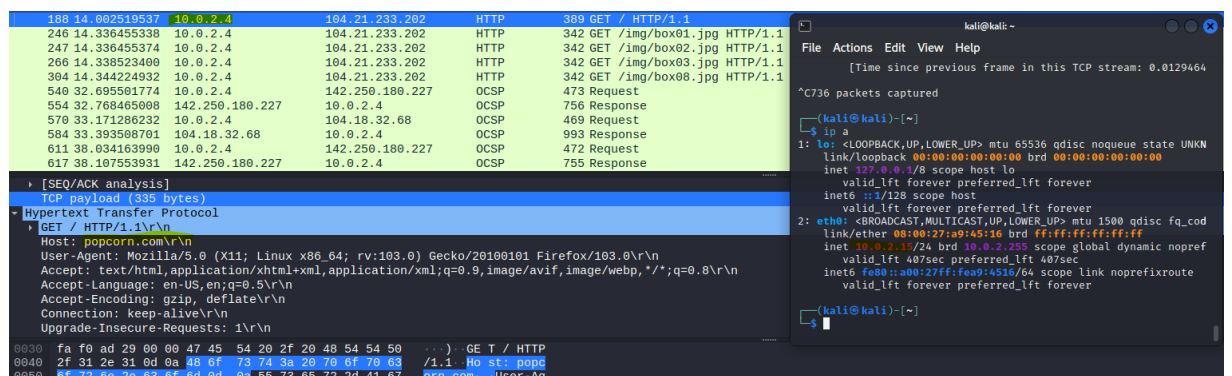 188 14.002519537 10.0.2.4 104.21.233.202 HTTP 389 GET / HTTP/1.1
246 14.336455338 10.0.2.4 104.21.233.202 HTTP 342 GET /img/box01.jpg HTTP/1.1
247 14.336455374 10.0.2.4 104.21.233.202 HTTP 342 GET /img/box02.jpg HTTP/1.1
266 14.338523400 10.0.2.4 104.21.233.202 HTTP 342 GET /img/box03.jpg HTTP/1.1
304 14.344224932 10.0.2.4 104.21.233.202 HTTP 342 GET /img/box08.jpg HTTP/1.1
540 32.695501774 10.0.2.4 142.250.180.227 OCSP 473 Request
554 32.768465008 142.250.180.227 10.0.2.4 OCSP 756 Response
570 33.171286232 10.0.2.4 104.18.32.68 OCSP 469 Request
584 33.393508701 104.18.32.68 10.0.2.4 OCSP 993 Response
611 38.034163990 10.0.2.4 142.250.180.227 OCSP 472 Request
617 38.107553931 142.250.180.227 10.0.2.4 OCSP 755 Response
[SEQ/ACK analysis]
TCP payload (335 bytes)
Hypertext Transfer Protocol
GET / HTTP/1.1\r\n
Host: popcorn.com\r\n
User-Agent: Mozilla/5.0 (X11; Linux x86_64; rv:103.0) Gecko/20100101 Firefox/103.0\r\n
Accept: text/html,application/xhtml+xml,application/xml;q=0.9,image/avif,image/webp,*/*;q=0.8\r\n
Accept-Language: en-US,en;q=0.5\r\n
Accept-Encoding: gzip, deflate\r\n
Connection: keep-alive\r\n
Upgrade-Insecure-Requests: 1\r\n
0030 fa f0 ad 29 00 00 47 45 54 20 2f 20 48 54 54 50 ···)··GE T / HTTP
0040 2f 31 2e 31 0d 0a 48 6f 73 74 3a 20 70 6f 70 63 /1.1··Ho st: popc
kali@kali: ~
File Actions Edit View Help
[Time since previous frame in this TCP stream: 0.0129464
^C736 packets captured
┌──(kali㉿kali)-[~]
└─$ ip a
1: lo: <LOOPBACK,UP,LOWER_UP> mtu 65536 qdisc noqueue state UNKN
link/loopback 00:00:00:00:00:00 brd 00:00:00:00:00:00
inet 127.0.0.1/8 scope host lo
valid_lft forever preferred_lft forever
inet6 ::1/128 scope host
valid_lft forever preferred_lft forever
2: eth0: <BROADCAST,MULTICAST,UP,LOWER_UP> mtu 1500 qdisc fq_cod
link/ether 08:00:27:a9:45:16 brd ff:ff:ff:ff:ff:ff
inet 10.0.2.15/24 brd 10.0.2.255 scope global dynamic nopref
valid_lft 407sec preferred_lft 407sec
inet6 fe80::a00:27ff:fea9:4516/64 scope link noprefixroute
valid_lft forever preferred_lft forever
┌──(kali㉿kali)-[~]
└─$